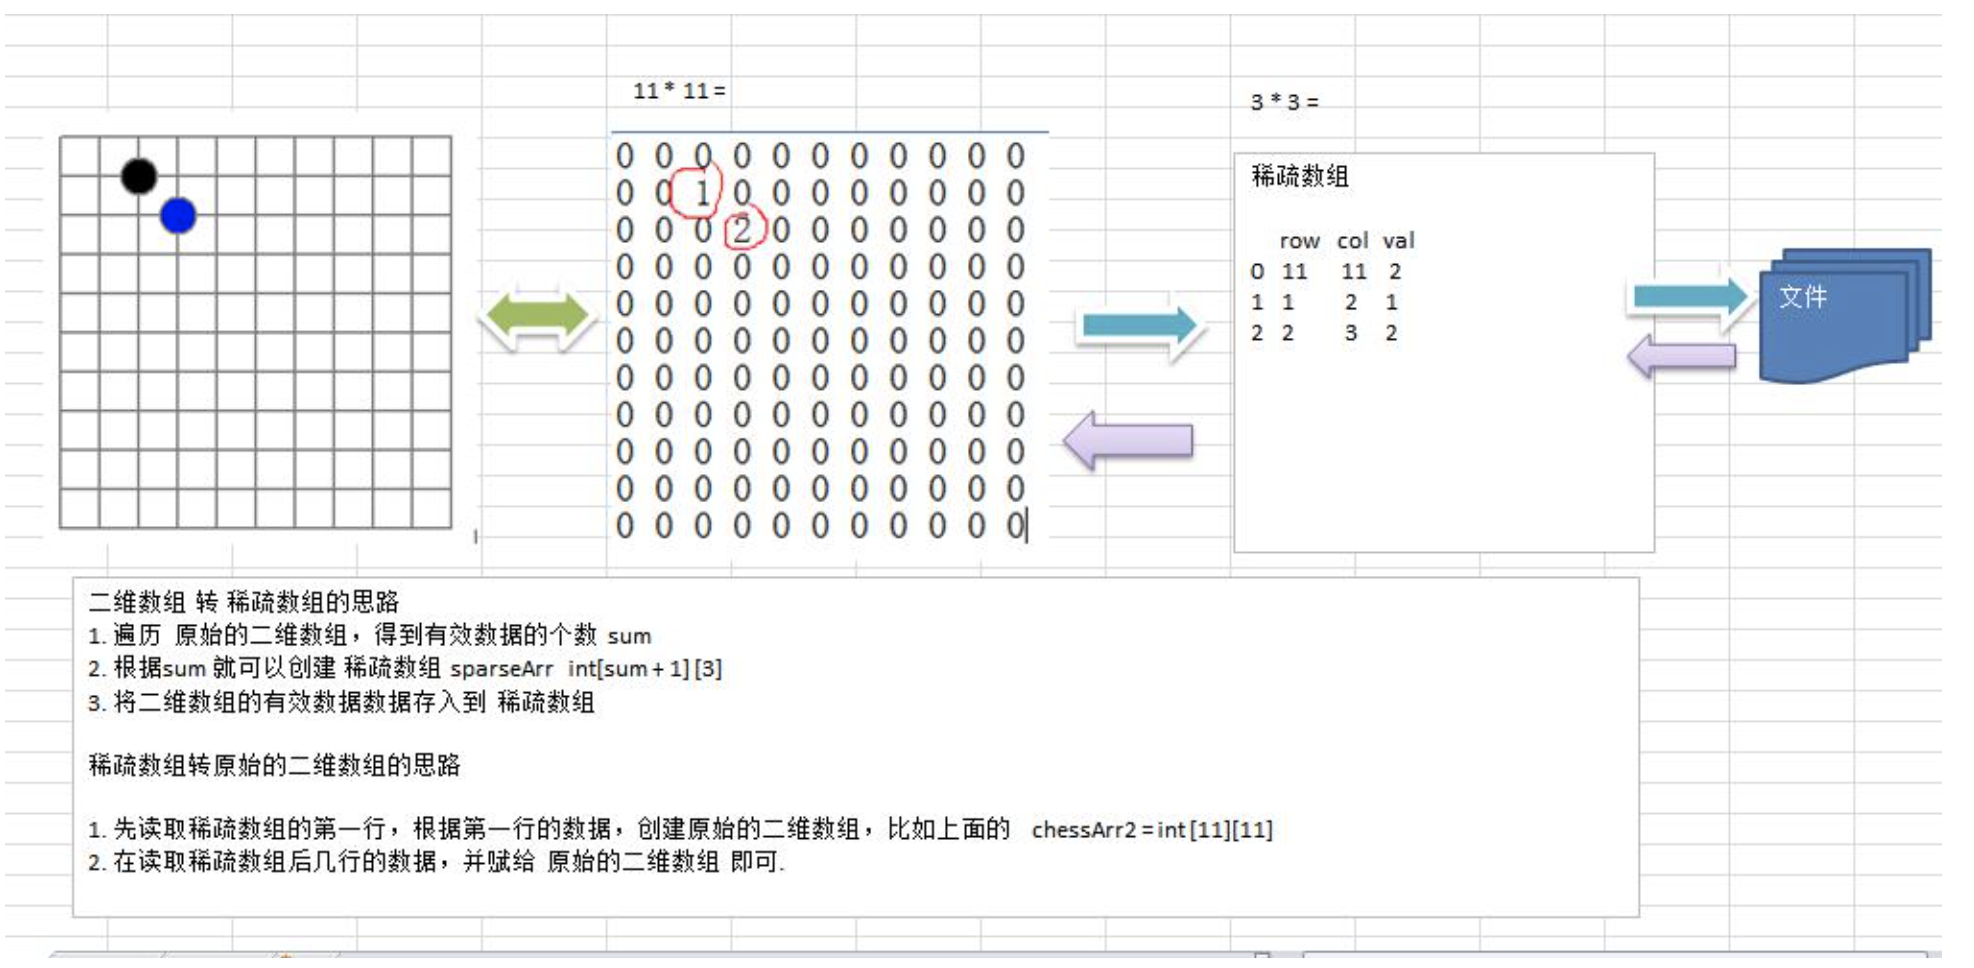 11 * 11 =
3 * 3 =
0 0 0 0 0 0 0 0 0 0 0
0 0 1 0 0 0 0 0 0 0 0
0 0 0 2 0 0 0 0 0 0 0
0 0 0 0 0 0 0 0 0 0 0
0 0 0 0 0 0 0 0 0 0 0
0 0 0 0 0 0 0 0 0 0 0
0 0 0 0 0 0 0 0 0 0 0
0 0 0 0 0 0 0 0 0 0 0
0 0 0 0 0 0 0 0 0 0 0
0 0 0 0 0 0 0 0 0 0 0
0 0 0 0 0 0 0 0 0 0 0
稀疏数组
row col val
0 11 11 2
1 1 2 1
2 2 3 2
文件
二维数组 转 稀疏数组的思路
1. 遍历 原始的二维数组，得到有效数据的个数 sum
2. 根据sum 就可以创建 稀疏数组 sparseArr int[sum + 1] [3]
3. 将二维数组的有效数据数据存入到 稀疏数组
稀疏数组转原始的二维数组的思路
1. 先读取稀疏数组的第一行，根据第一行的数据，创建原始的二维数组，比如上面的 chessArr2 = int [11][11]
2. 在读取稀疏数组后几行的数据，并赋给 原始的二维数组 即可.